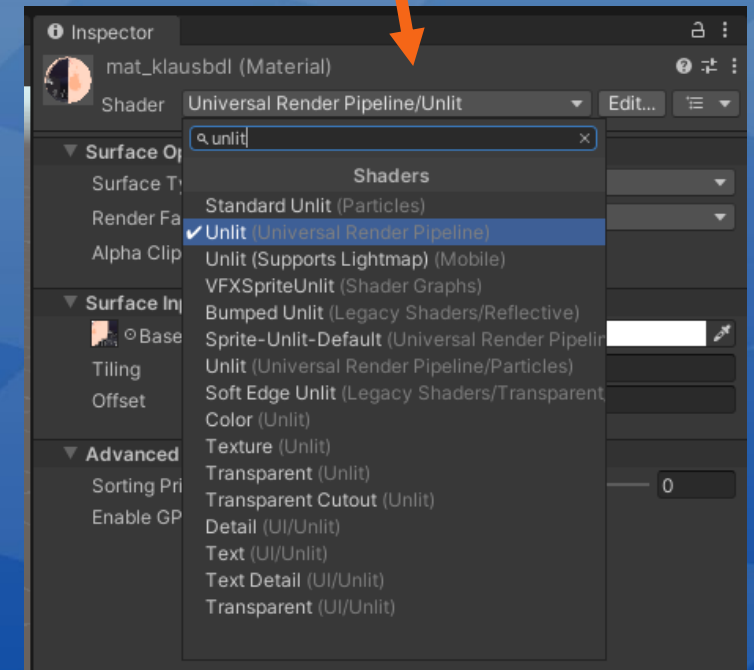 Inspector
mat_klausbdl (Material)
Shader Universal Render Pipeline/Unlit Edit...
unlit
Surface Op
Shaders
Surface Ty
Standard Unlit (Particles)
Render Fa
Unlit (Universal Render Pipeline)
Alpha Clip
Unlit (Supports Lightmap) (Mobile)
VFXSpriteUnlit (Shader Graphs)
Surface Inp
Bumped Unlit (Legacy Shaders/Reflective)
Base
Sprite-Unlit-Default (Universal Render Pipelin
Tiling
Unlit (Universal Render Pipeline/Particles)
Offset
Soft Edge Unlit (Legacy Shaders/Transparent
Color (Unlit)
Advanced
Texture (Unlit)
Transparent (Unlit)
Sorting Pri
0
Transparent Cutout (Unlit)
Enable GP
Detail (UI/Unlit)
Text (UI/Unlit)
Text Detail (UI/Unlit)
Transparent (UI/Unlit)